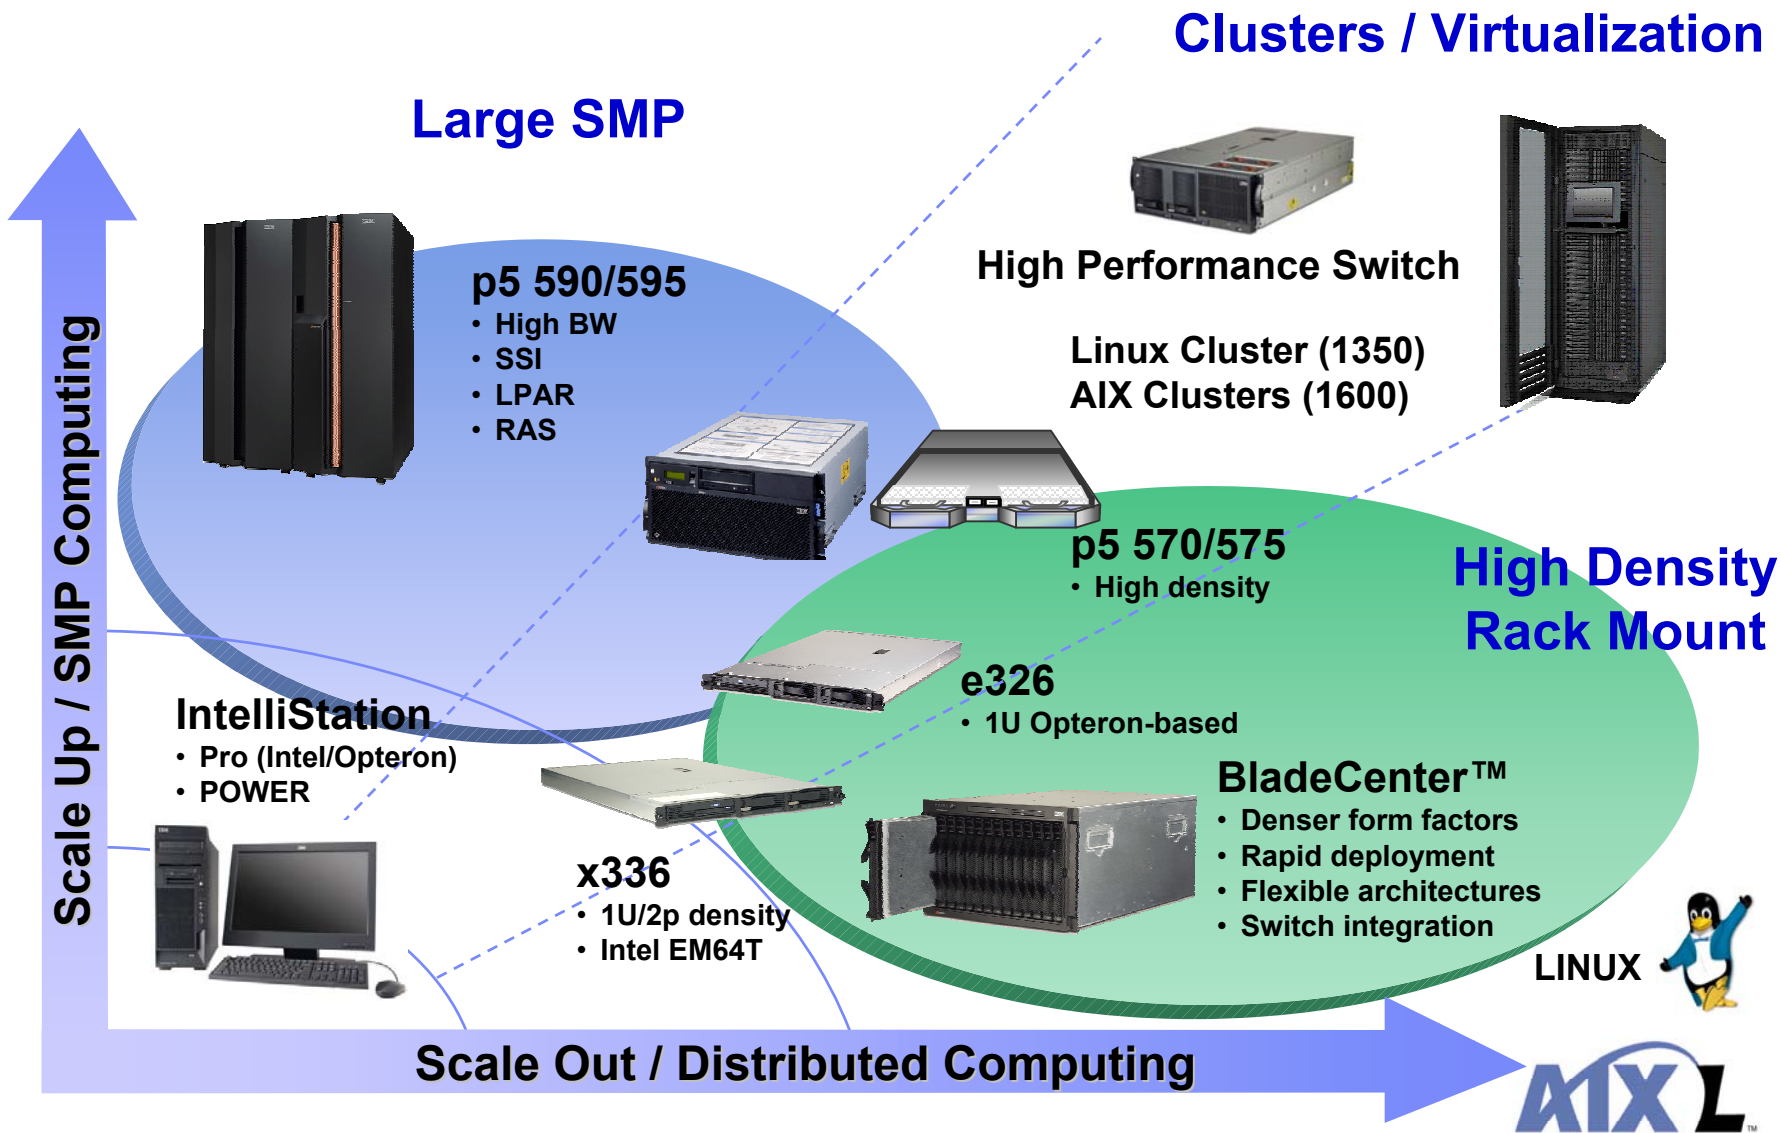 Clusters / Virtualization
Large SMP
High Performance Switch
p5 590/595
• High BW
• SSI
• LPAR
• RAS
Linux Cluster (1350)
AIX Clusters (1600)
p5 570/575
• High density
High Density
Rack Mount
e326
• 1U Opteron-based
IntelliStation
• Pro (Intel/Opteron)
• POWER
BladeCenter™
• Denser form factors
• Rapid deployment
• Flexible architectures
• Switch integration
x336
• 1U/2p density
• Intel EM64T
LINUX
Scale Up / SMP Computing
Scale Out / Distributed Computing
AIX L™